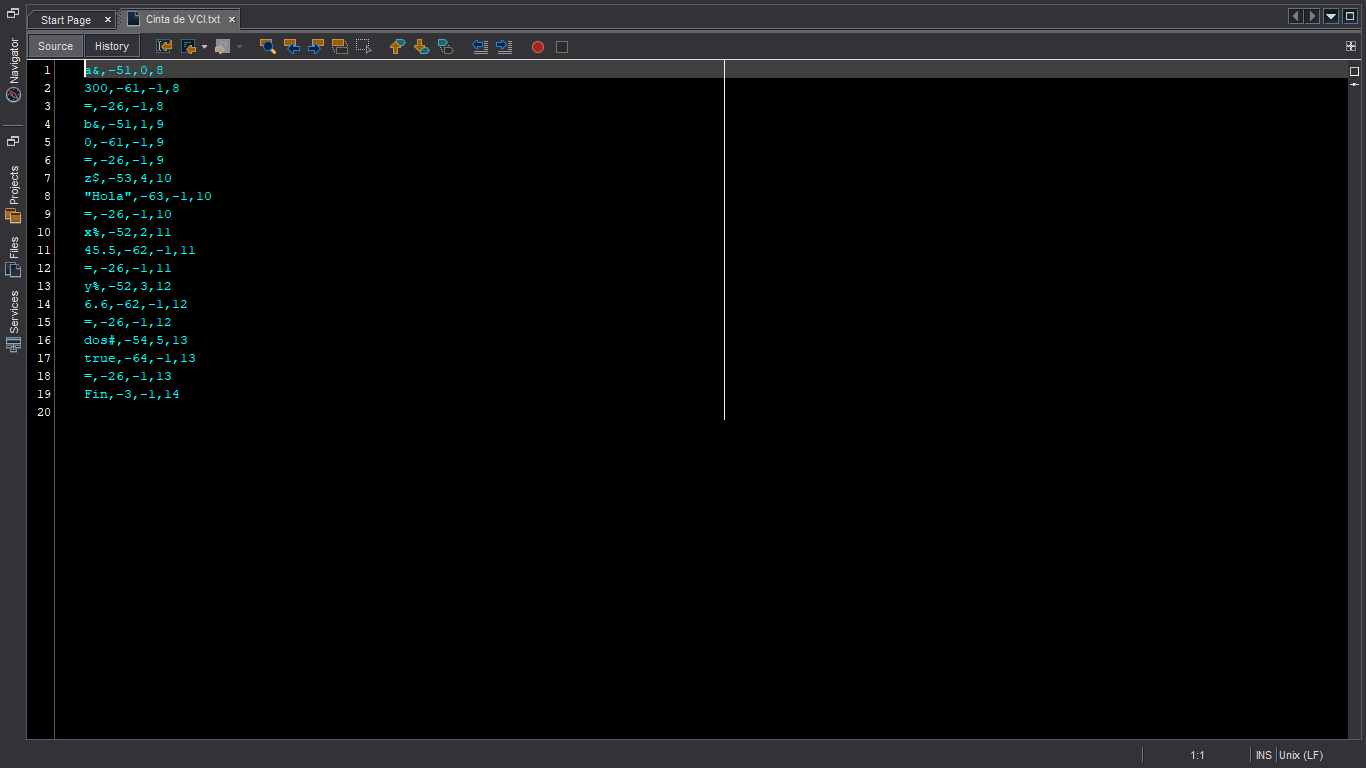 Start Page
Cinta de VCI.txt
Source
History
Navigator
Projects
Files
Services
1 a&,-51,0,8
2 300,-61,-1,8
3 =,-26,-1,8
4 b&,-51,1,9
5 0,-61,-1,9
6 =,-26,-1,9
7 z$,-53,4,10
8 "Hola",-63,-1,10
9 =,-26,-1,10
10 x%,-52,2,11
11 45.5,-62,-1,11
12 =,-26,-1,11
13 y%,-52,3,12
14 6.6,-62,-1,12
15 =,-26,-1,12
16 dos#,-54,5,13
17 true,-64,-1,13
18 =,-26,-1,13
19 Fin,-3,-1,14
20
1:1
INS
Unix (LF)